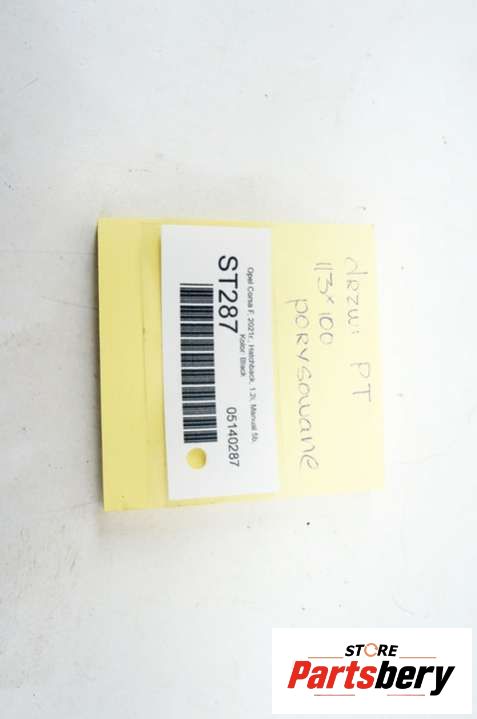 drzwi PT
113x100
porysowane
Opel Corsa F, 2021r., Hatchback, 1.2i, Manual 5b.
Kolor: Black
ST287
05140287
STORE
Partsbery